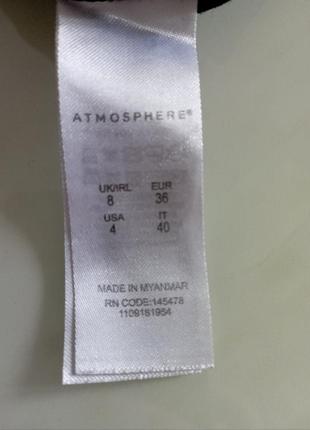 ATMOSPHERE®
UK/IRL EUR
8 36
USA IT
4 40
MADE IN MYANMAR
RN CODE:145478
1109181954